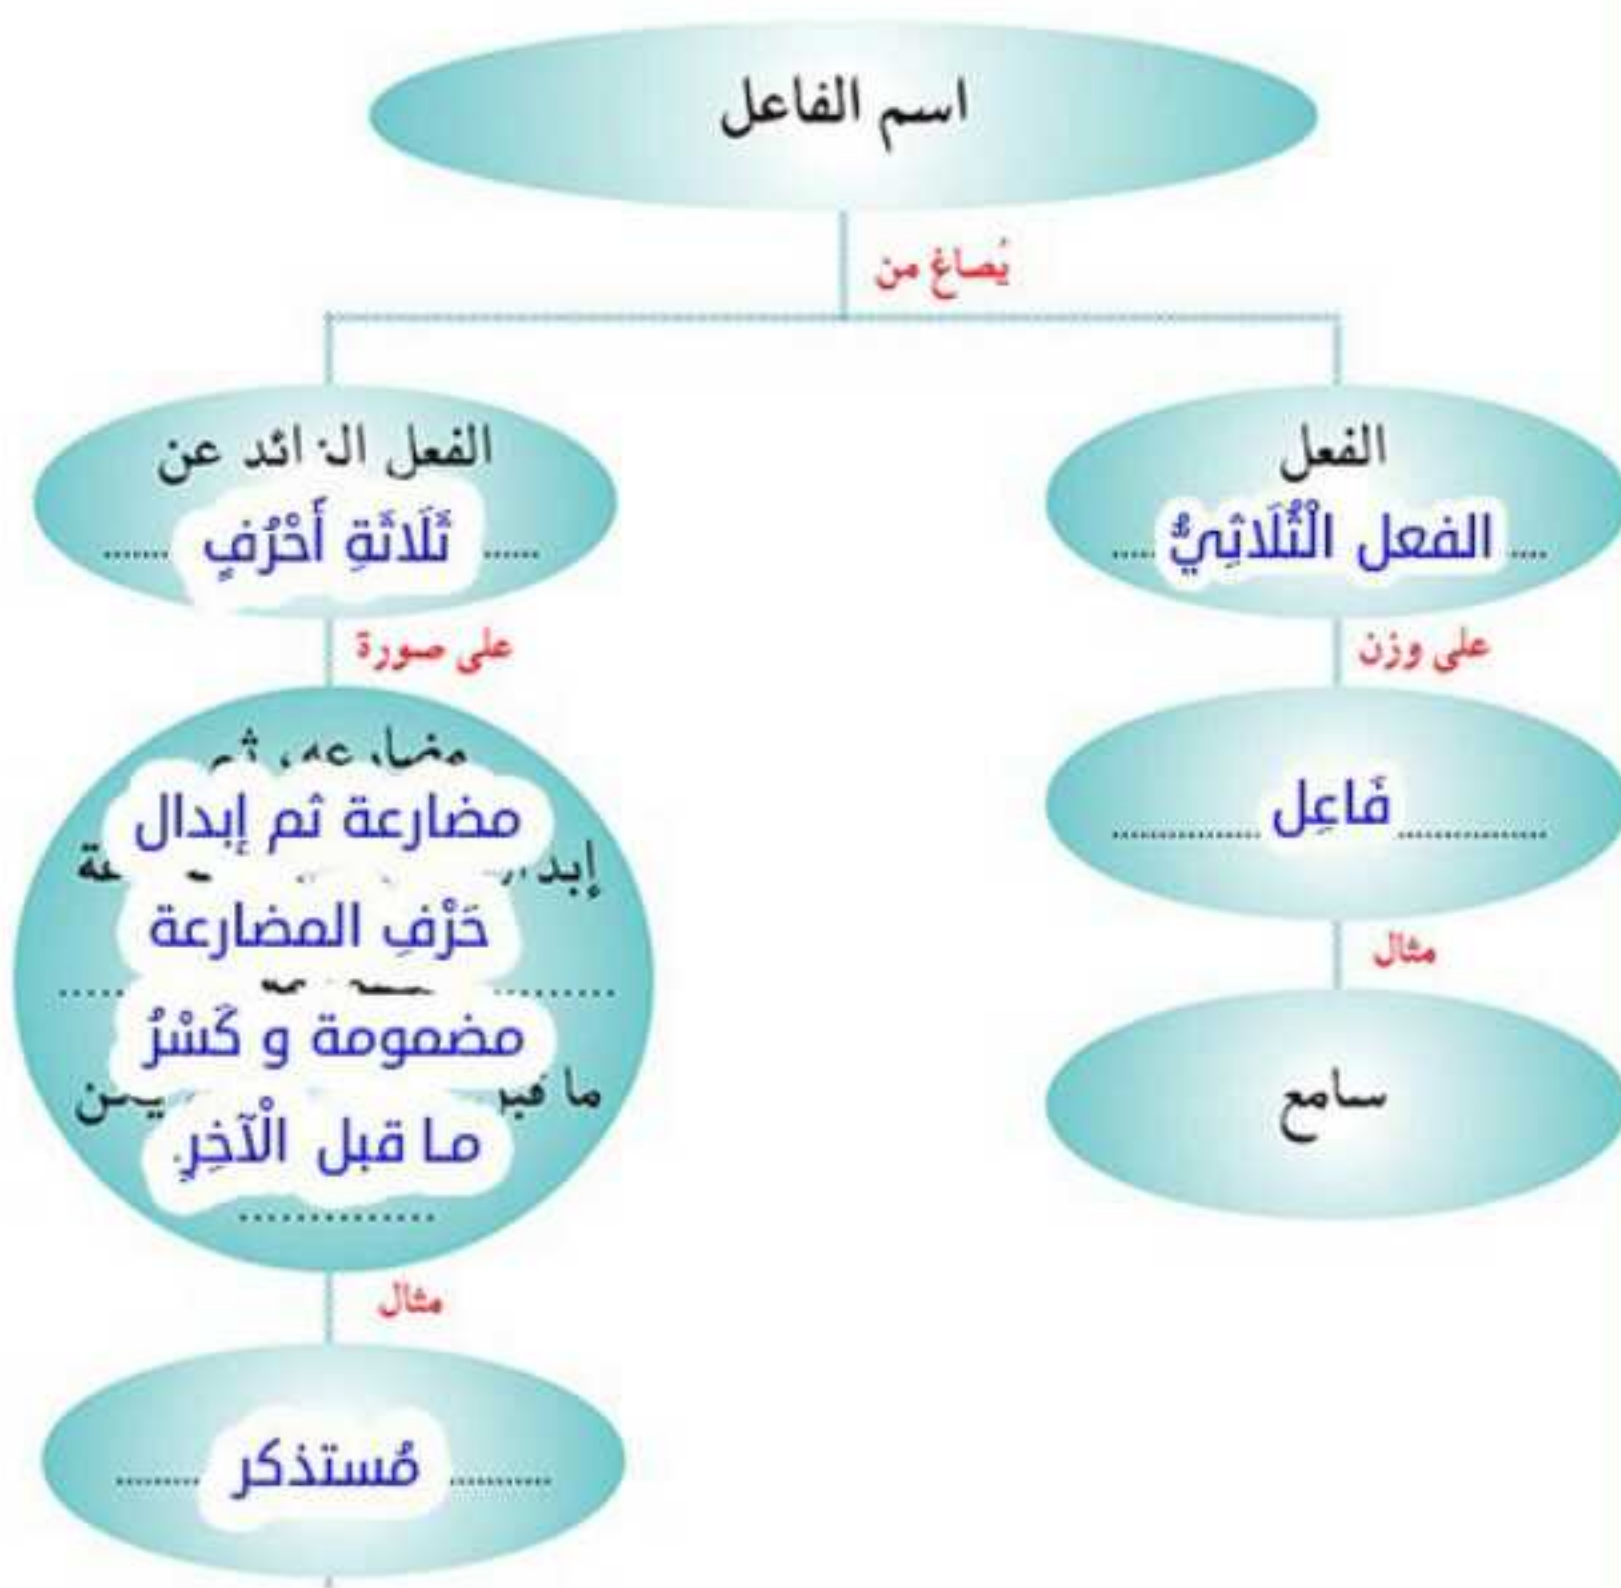 اسم الفاعل
يُصاغ من
الفعل
الفعل الْثُلَاثِيُّ
على وزن
فَاعِل
مثال
سامع
الفعل الزائد عن
ثَلَاثَةِ أَحْرُفٍ
على صورة
مضارعة ثم إبدال
حَرْفِ المضارعة
مضمومة و كَسْرُ
ما قبل الْآخِرِ.
مثال
مُستذكر